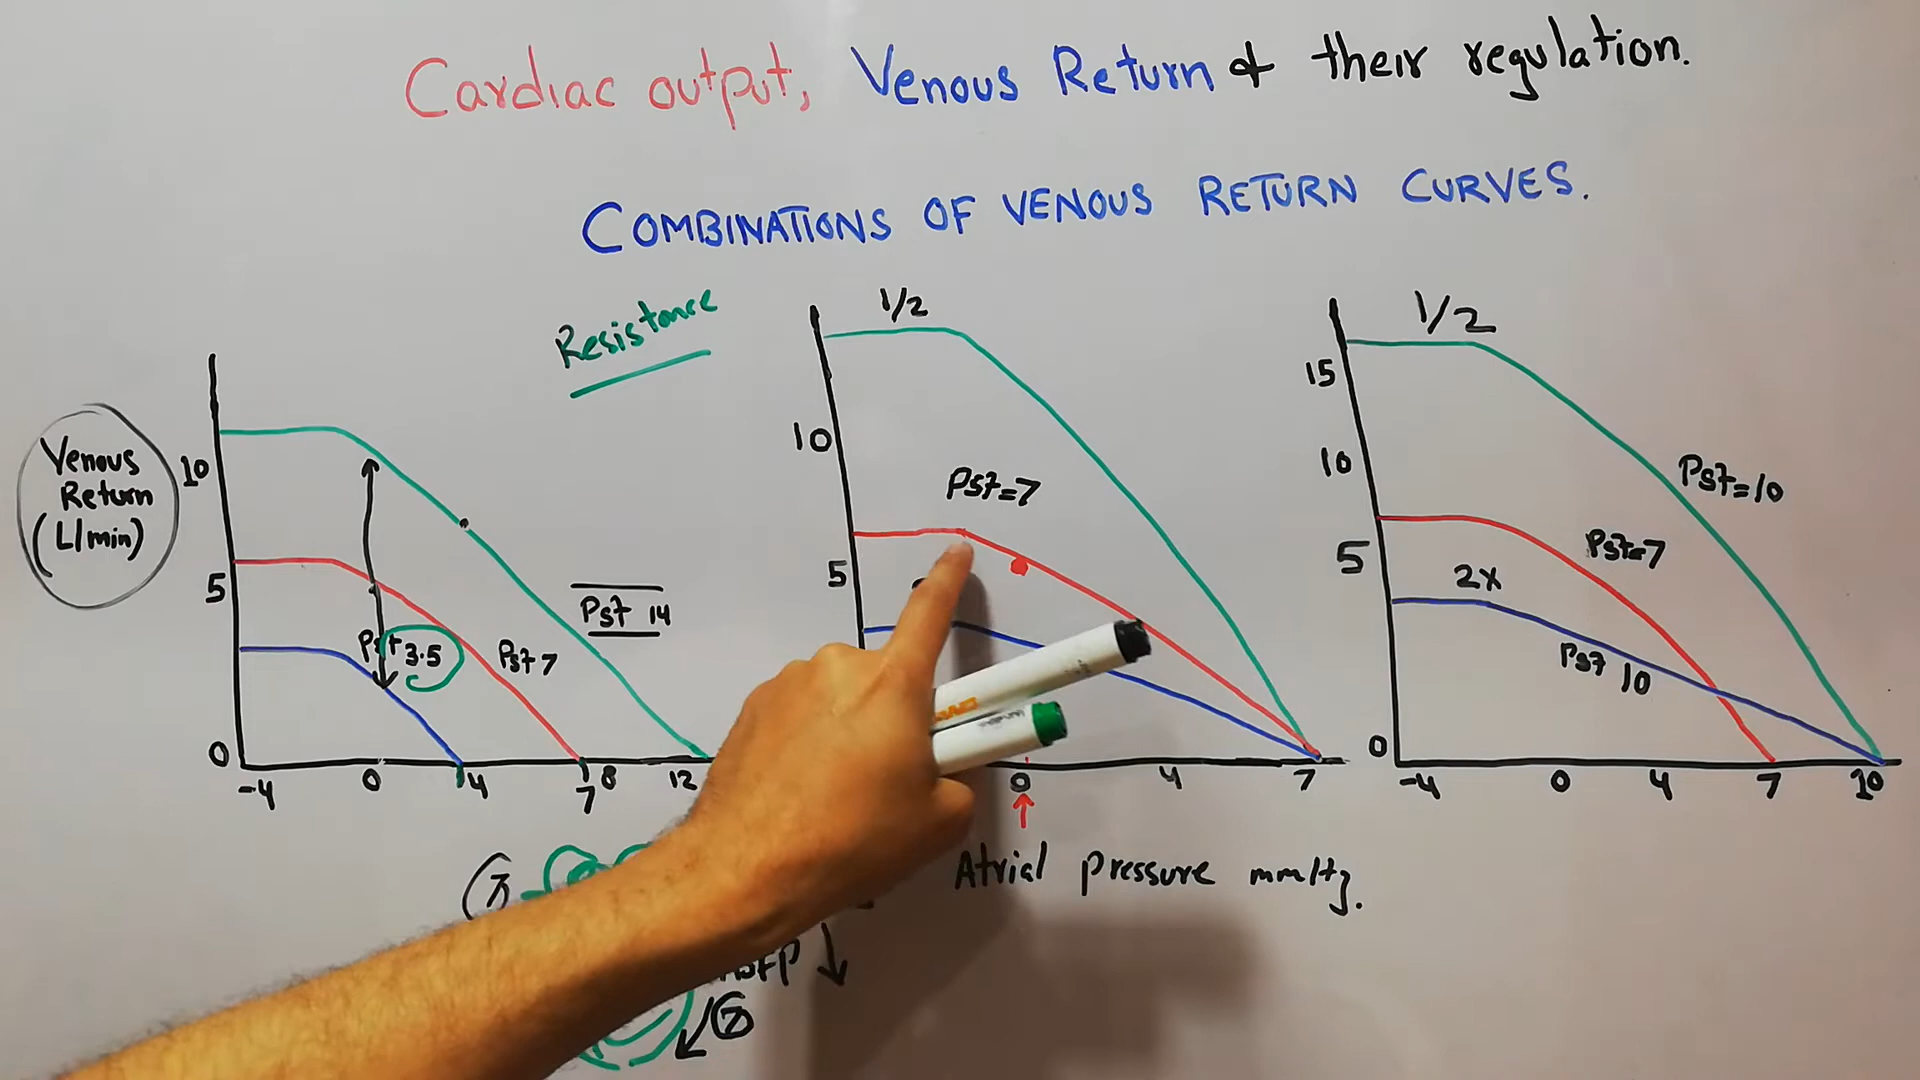 Cardiac output, Venous Return & their regulation.
COMBINATIONS OF VENOUS RETURN CURVES.
Resistance
Venous
Return
(L/min)
10
5
0
-4
0
4
7
8
12
Psf 14
Psf 7
Psf 3.5
1/2
10
5
Psf=7
0
4
7
Atrial pressure mmHg.
1/2
15
10
5
0
Psf=10
Psf=7
2x
Psf 10
-4
0
4
7
10
7
7